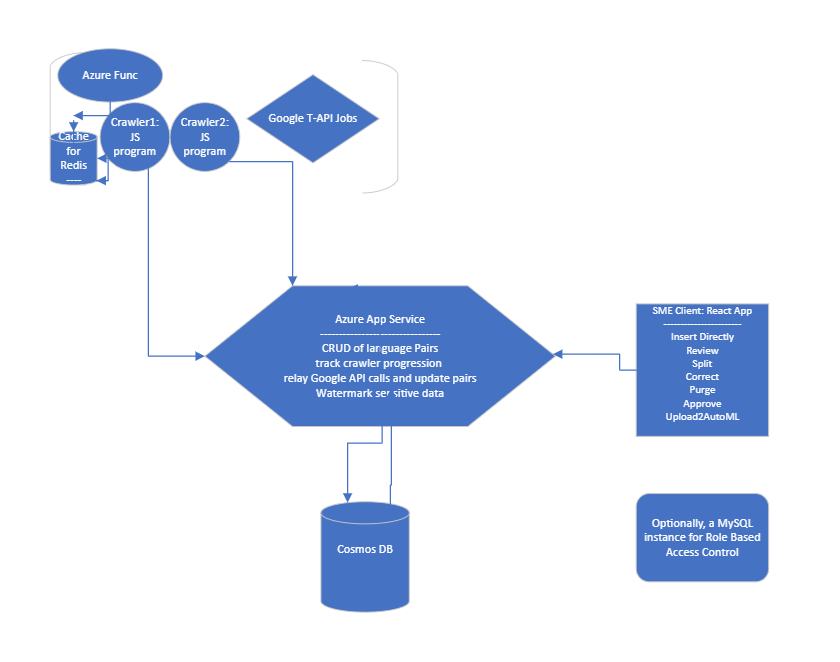 Azure Func
Crawler1:
JS
program
Crawler2:
JS
program
Google T-API Jobs
Cache
for
Redis
----
Azure App Service
--------------------------------
CRUD of language Pairs
track crawler progression
relay Google API calls and update pairs
Watermark sensitive data
SME Client: React App
----------------------
Insert Directly
Review
Split
Correct
Purge
Approve
Upload2AutoML
Cosmos DB
Optionally, a MySQL
instance for Role Based
Access Control